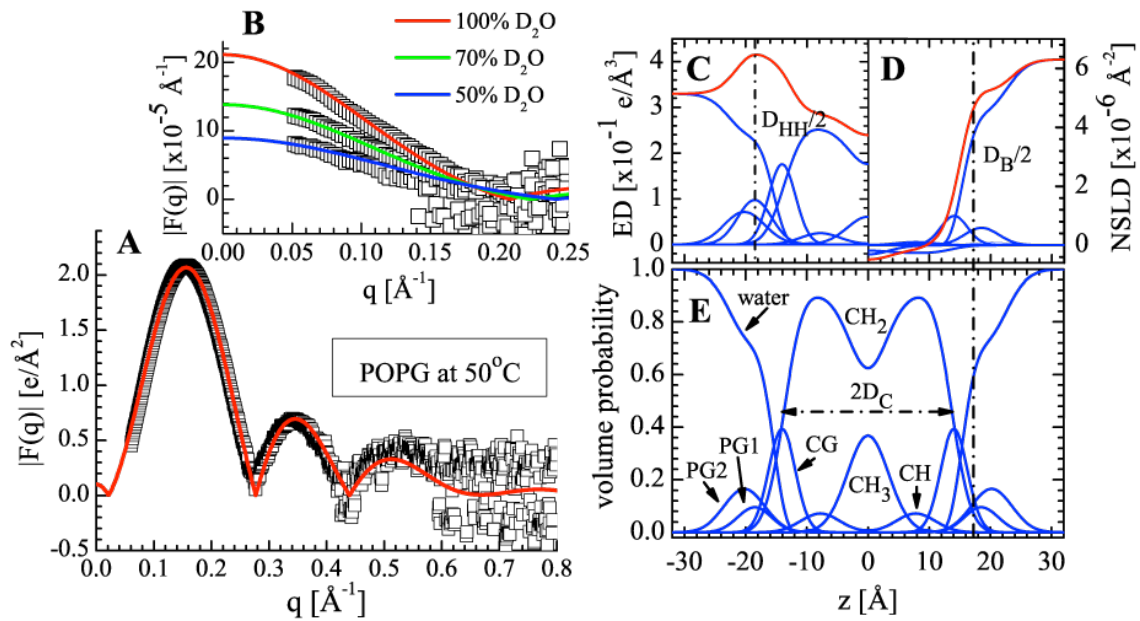 B
100% D₂O
70% D₂O
50% D₂O
|F(q)| [x10⁻⁵ Å⁻¹]
20
10
0
0.00 0.05 0.10 0.15 0.20 0.25
q [Å⁻¹]
A
POPG at 50°C
|F(q)| [e/Å²]
2.0
1.5
1.0
0.5
0.0
-0.5
0.0 0.1 0.2 0.3 0.4 0.5 0.6 0.7 0.8
q [Å⁻¹]
C
D_HH/2
ED [x10⁻¹ e/Å³]
4
3
2
1
0
D
D_B/2
NSLD [x10⁻⁶ Å⁻²]
6
4
2
0
E
water
CH₂
2D_C
PG2
PG1
CG
CH₃
CH
volume probability
1.0
0.8
0.6
0.4
0.2
0.0
-30 -20 -10 0 10 20 30
z [Å]